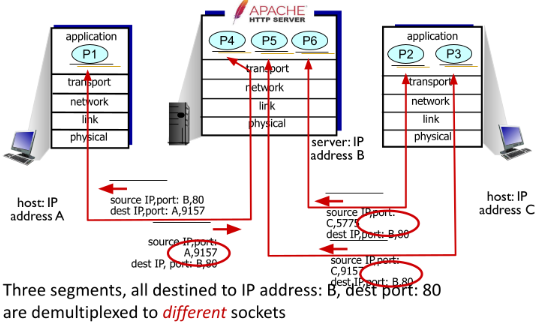 APACHE
HTTP SERVER
application
P1
transport
network
link
physical
P4
P5
P6
transport
network
link
physical
application
P2
P3
transport
network
link
physical
server: IP
address B
host: IP
address A
source IP,port: B,80
dest IP,port: A,9157
source IP,port:
A,9157
dest IP, port: B,80
source IP,port:
C,5775
dest IP,port: B,80
source IP,port:
C,9157
dest IP,port: B,80
host: IP
address C
Three segments, all destined to IP address: B, dest port: 80
are demultiplexed to different sockets